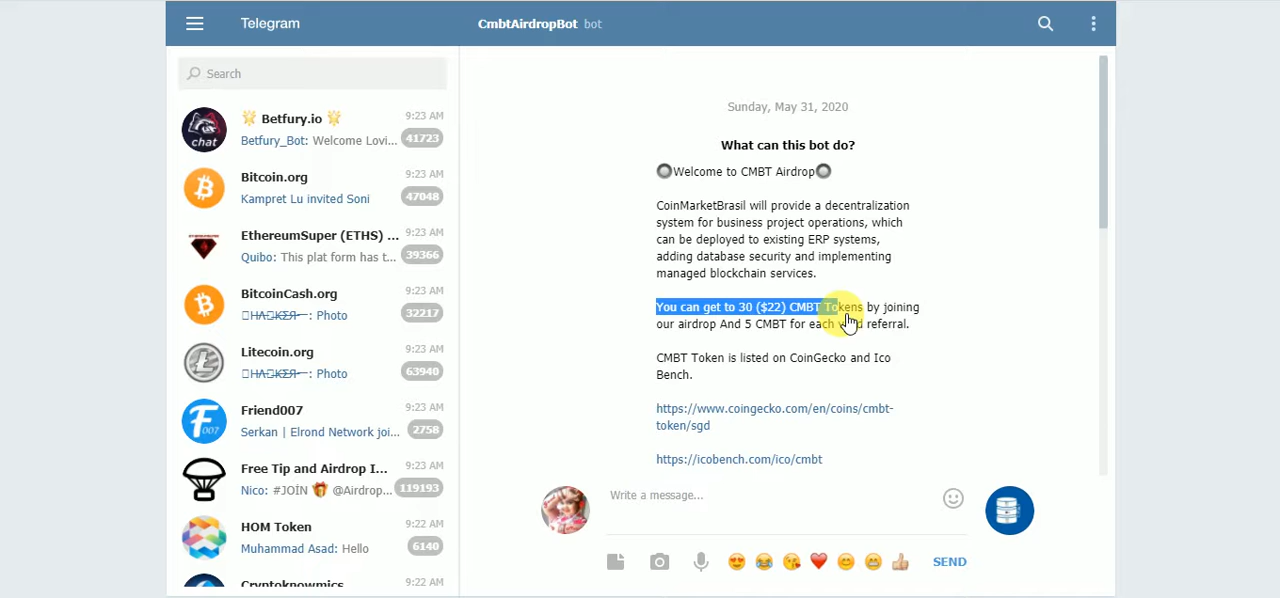 Telegram
CmbtAirdropBot bot
Search
Betfury.io 9:23 AM
Betfury_Bot: Welcome Lovi... 41723
chat
Bitcoin.org 9:23 AM
Kampret Lu invited Soni 47048
EthereumSuper (ETHS) ... 9:23 AM
Quibo: This plat form has t... 39366
BitcoinCash.org 9:23 AM
: Photo 32217
Litecoin.org 9:23 AM
: Photo 63940
Friend007 9:23 AM
Serkan | Elrond Network joi... 2758
Free Tip and Airdrop I... 9:23 AM
Nico: #JOİN 🎁 @Airdrop... 119193
HOM Token 9:22 AM
Muhammad Asad: Hello 6140
Cryptoknowmics 9:22 AM
Sunday, May 31, 2020
What can this bot do?
🔘Welcome to CMBT Airdrop🔘
CoinMarketBrasil will provide a decentralization
system for business project operations, which
can be deployed to existing ERP systems,
adding database security and implementing
managed blockchain services.
You can get to 30 ($22) CMBT Tokens by joining
our airdrop And 5 CMBT for each valid referral.
CMBT Token is listed on CoinGecko and Ico
Bench.
https://www.coingecko.com/en/coins/cmbt-
token/sgd
https://icobench.com/ico/cmbt
Write a message...
SEND